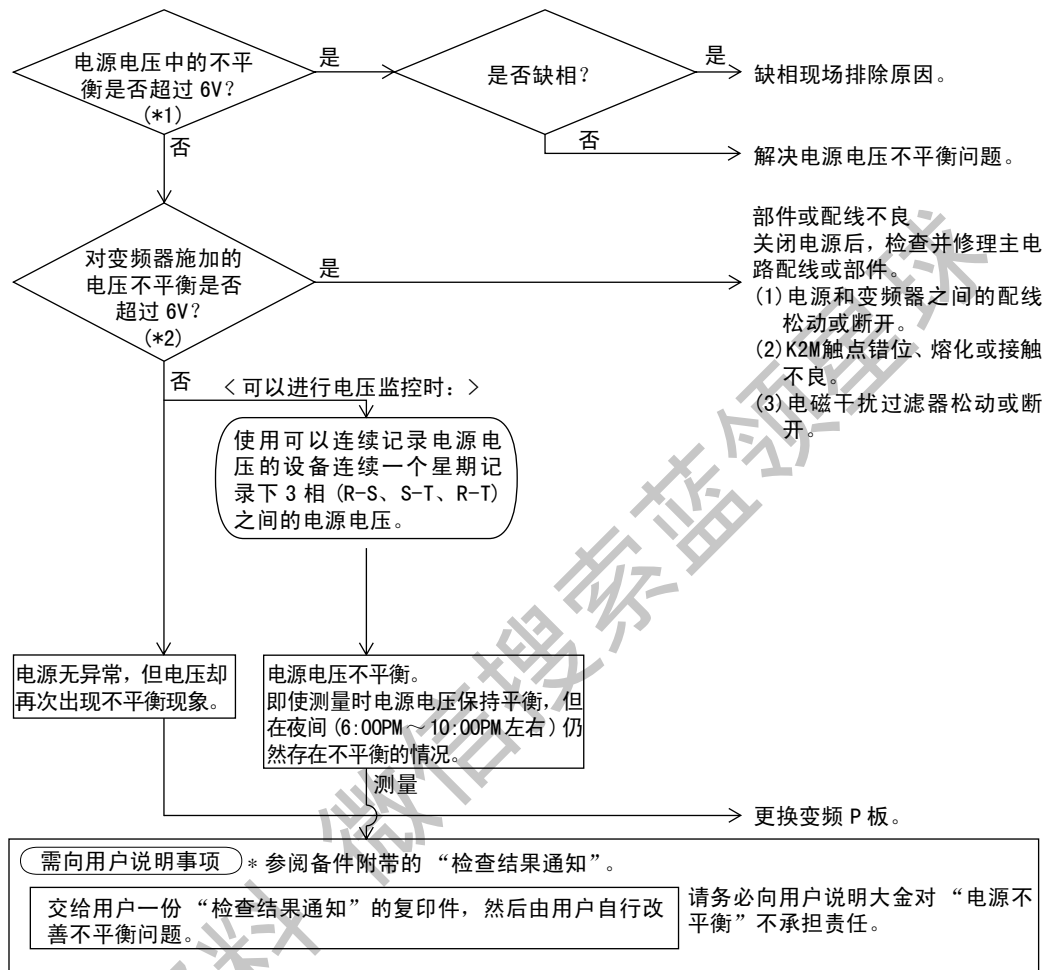 电源电压中的不平
衡是否超过 6V?
(*1)
是
是否缺相?
是
缺相现场排除原因。
否
否
解决电源电压不平衡问题。
对变频器施加的
电压不平衡是否
超过 6V?
(*2)
是
部件或配线不良
关闭电源后，检查并修理主电
路配线或部件。
(1)电源和变频器之间的配线
松动或断开。
(2)K2M触点错位、熔化或接触
不良。
(3)电磁干扰过滤器松动或断
开。
否
<可以进行电压监控时：>
使用可以连续记录电源电
压的设备连续一个星期记
录下 3 相 (R-S、S-T、R-T)
之间的电源电压。
电源无异常，但电压却
再次出现不平衡现象。
电源电压不平衡。
即使测量时电源电压保持平衡，但
在夜间 (6:00PM～10:00PM左右)仍
然存在不平衡的情况。
测量
更换变频 P 板。
需向用户说明事项 * 参阅备件附带的 “检查结果通知”。
交给用户一份 “检查结果通知”的复印件，然后由用户自行改
善不平衡问题。
请务必向用户说明大金对 “电源不
平衡”不承担责任。
资料 微信搜索蓝领星球